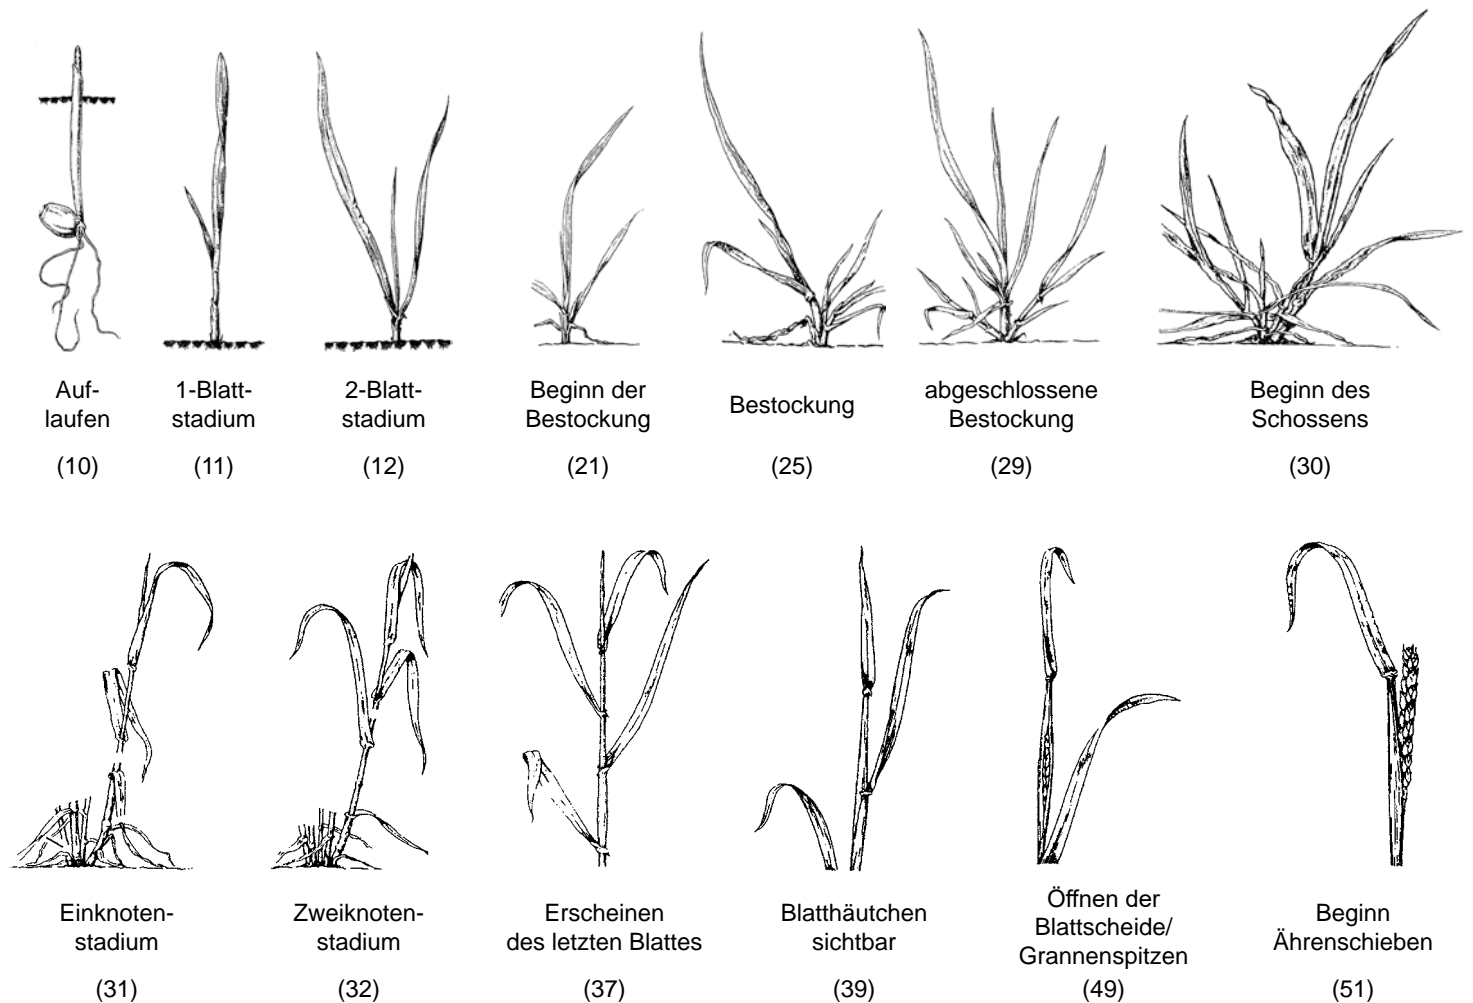 Auf-
laufen
(10)
1-Blatt-
stadium
(11)
2-Blatt-
stadium
(12)
Beginn der
Bestockung
(21)
Bestockung
(25)
abgeschlossene
Bestockung
(29)
Beginn des
Schossens
(30)
Einknoten-
stadium
(31)
Zweiknoten-
stadium
(32)
Erscheinen
des letzten Blattes
(37)
Blatthäutchen
sichtbar
(39)
Öffnen der
Blattscheide/
Grannenspitzen
(49)
Beginn
Ährenschieben
(51)